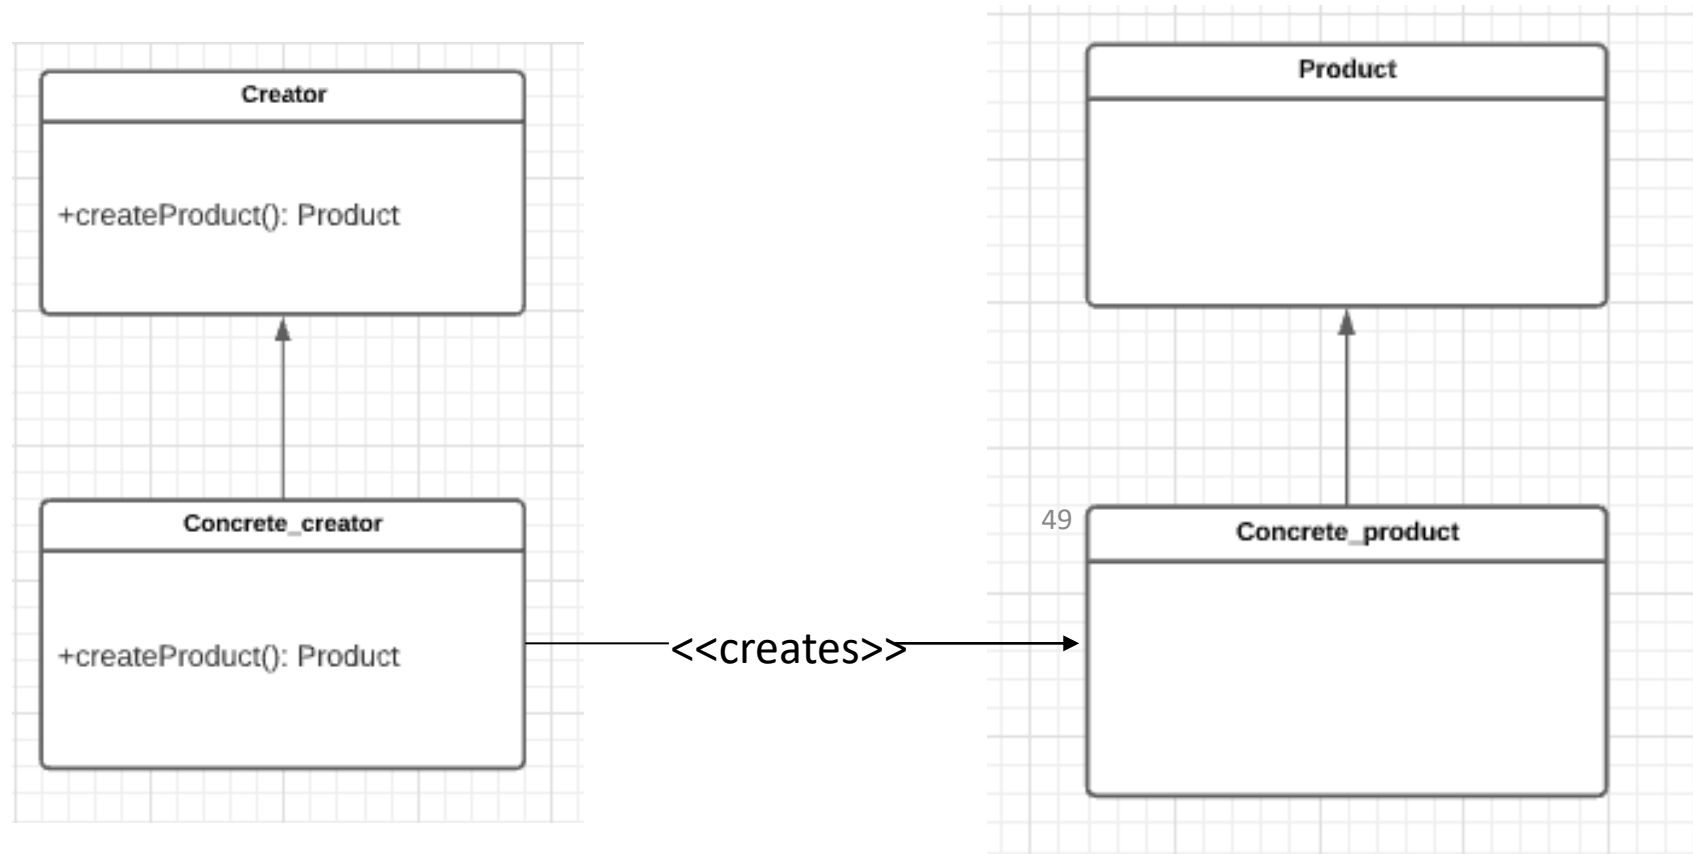 Creator
+createProduct(): Product
Product
Concrete_creator
+createProduct(): Product
<<creates>>
49
Concrete_product